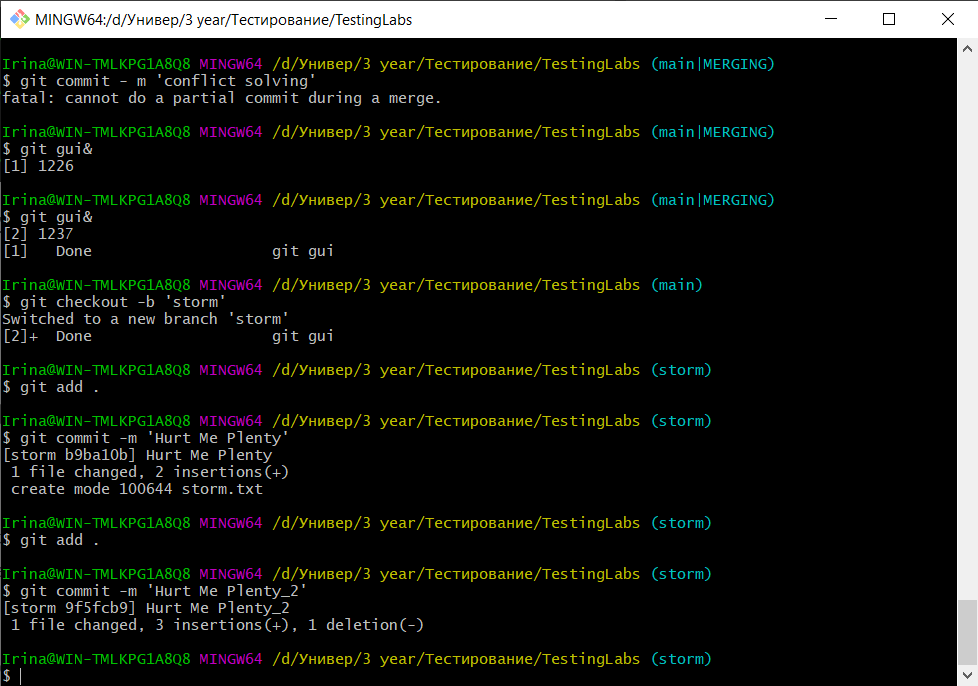 MINGW64:/d/Универ/3 year/Тестирование/TestingLabs
Irina@WIN-TMLKPG1A8Q8 MINGW64 /d/Универ/3 year/Тестирование/TestingLabs (main|MERGING)
$ git commit - m 'conflict solving'
fatal: cannot do a partial commit during a merge.
Irina@WIN-TMLKPG1A8Q8 MINGW64 /d/Универ/3 year/Тестирование/TestingLabs (main|MERGING)
$ git gui&
[1] 1226
Irina@WIN-TMLKPG1A8Q8 MINGW64 /d/Универ/3 year/Тестирование/TestingLabs (main|MERGING)
$ git gui&
[2] 1237
[1]   Done                    git gui
Irina@WIN-TMLKPG1A8Q8 MINGW64 /d/Универ/3 year/Тестирование/TestingLabs (main)
$ git checkout -b 'storm'
Switched to a new branch 'storm'
[2]+  Done                    git gui
Irina@WIN-TMLKPG1A8Q8 MINGW64 /d/Универ/3 year/Тестирование/TestingLabs (storm)
$ git add .
Irina@WIN-TMLKPG1A8Q8 MINGW64 /d/Универ/3 year/Тестирование/TestingLabs (storm)
$ git commit -m 'Hurt Me Plenty'
[storm b9ba10b] Hurt Me Plenty
 1 file changed, 2 insertions(+)
 create mode 100644 storm.txt
Irina@WIN-TMLKPG1A8Q8 MINGW64 /d/Универ/3 year/Тестирование/TestingLabs (storm)
$ git add .
Irina@WIN-TMLKPG1A8Q8 MINGW64 /d/Универ/3 year/Тестирование/TestingLabs (storm)
$ git commit -m 'Hurt Me Plenty_2'
[storm 9f5fcb9] Hurt Me Plenty_2
 1 file changed, 3 insertions(+), 1 deletion(-)
Irina@WIN-TMLKPG1A8Q8 MINGW64 /d/Универ/3 year/Тестирование/TestingLabs (storm)
$